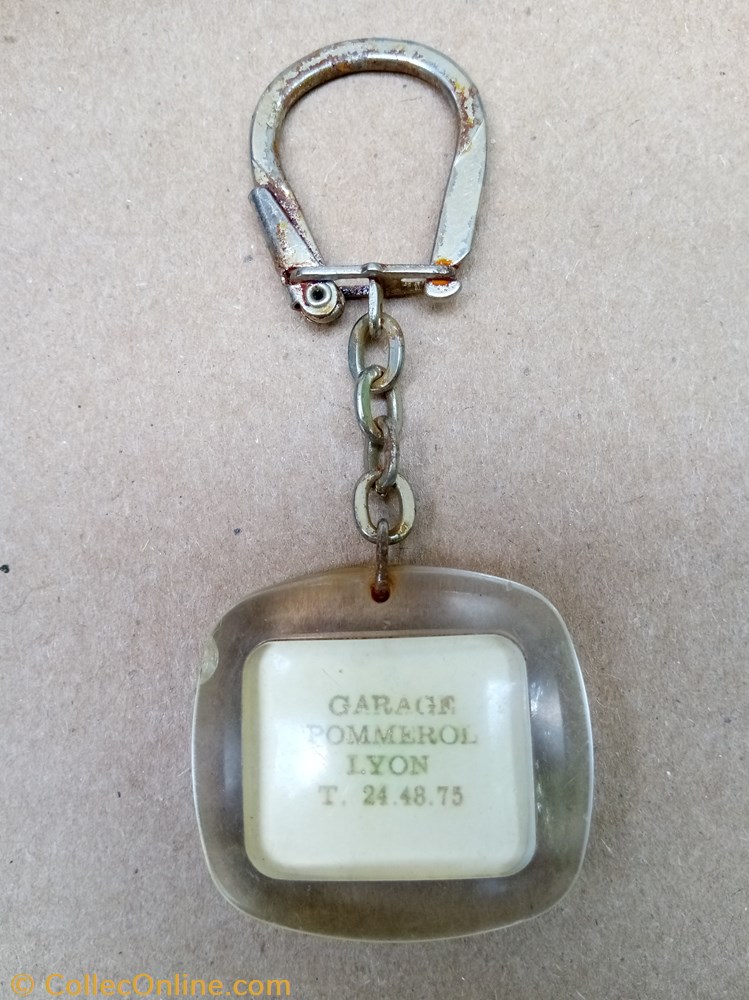 GARAGE
POMMEROL
LYON
T. 24.48.75
© CollecOnline.com